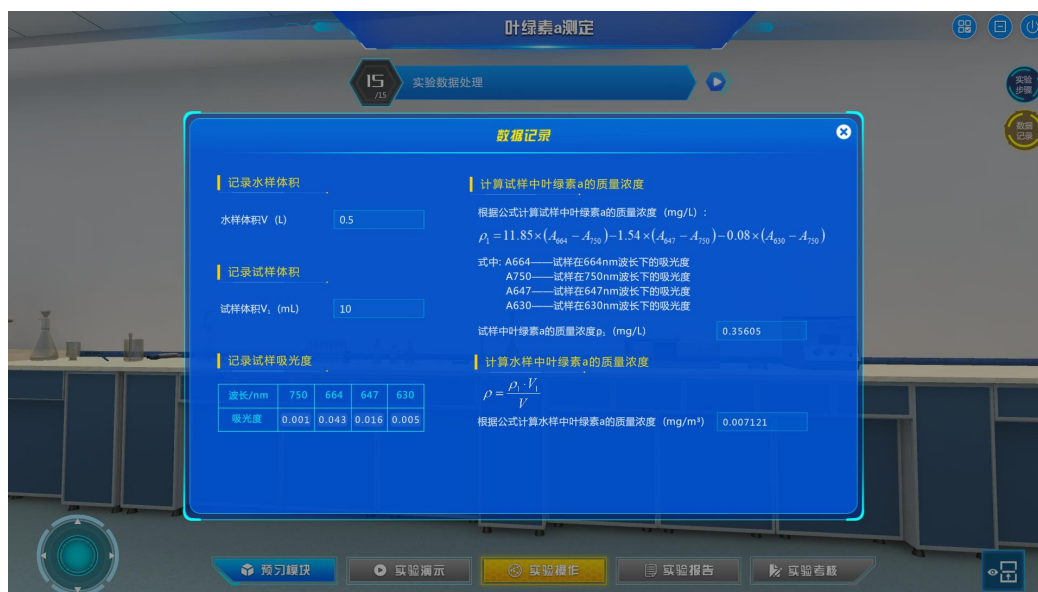 叶绿素a测定
15
/15
实验数据处理
实验
步骤
数据
记录
数据记录
记录水样体积
水样体积V (L)
0.5
记录试样体积
试样体积V₁ (mL)
10
记录试样吸光度
波长/nm 750 664 647 630
吸光度 0.001 0.043 0.016 0.005
计算试样中叶绿素a的质量浓度
根据公式计算试样中叶绿素a的质量浓度 (mg/L) :
ρ₁ =11.85×(A₆₆₄ − A₇₅₀)−1.54×(A₆₄₇ − A₇₅₀)−0.08×(A₆₃₀ − A₇₅₀)
式中: A664——试样在664nm波长下的吸光度
A750——试样在750nm波长下的吸光度
A647——试样在647nm波长下的吸光度
A630——试样在630nm波长下的吸光度
试样中叶绿素a的质量浓度ρ₁ (mg/L)
0.35605
计算水样中叶绿素a的质量浓度
ρ = ρ₁·V₁ / V
根据公式计算水样中叶绿素a的质量浓度 (mg/m³)
0.007121
预习模块
实验演示
实验操作
实验报告
实验考核